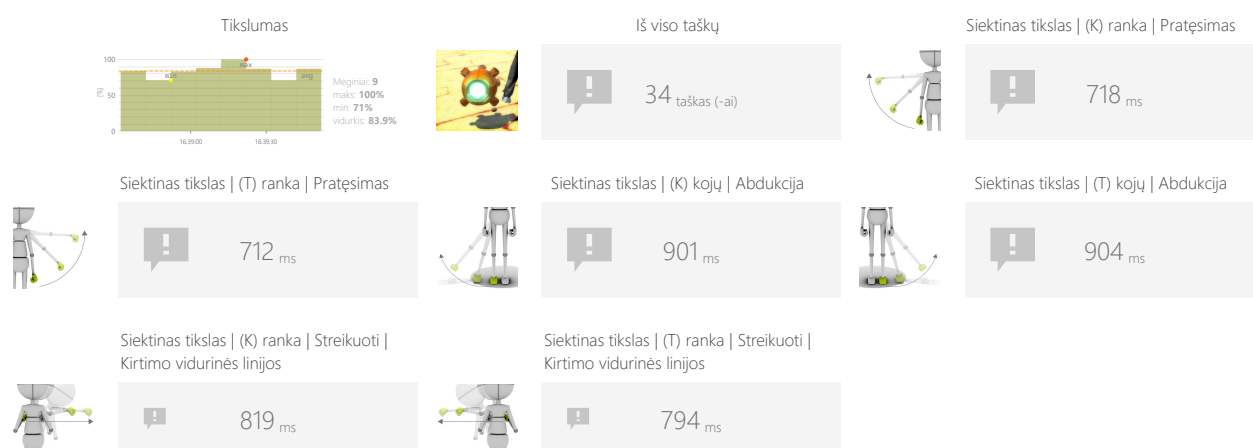 Tikslumas
100
50
0
(%)
min
max
avg
16:39:00
16:39:30
Mėginiai: 9
maks: 100%
min: 71%
vidurkis: 83.9%
Iš viso taškų
34 taškas (-ai)
Siektinas tikslas | (K) ranka | Pratęsimas
718 ms
Siektinas tikslas | (T) ranka | Pratęsimas
712 ms
Siektinas tikslas | (K) kojų | Abdukcija
901 ms
Siektinas tikslas | (T) kojų | Abdukcija
904 ms
Siektinas tikslas | (K) ranka | Streikuoti |
Kirtimo vidurinės linijos
819 ms
Siektinas tikslas | (T) ranka | Streikuoti |
Kirtimo vidurinės linijos
794 ms